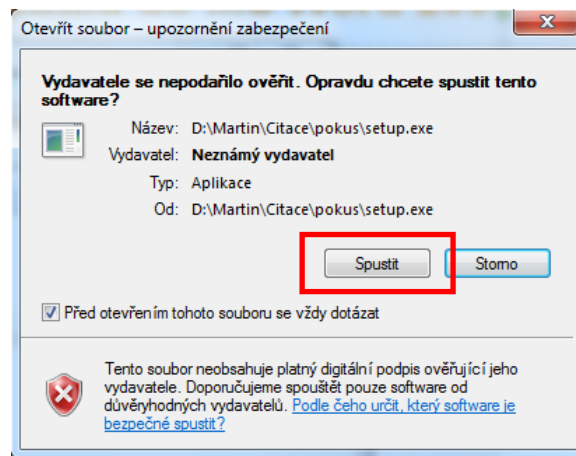 Otevřít soubor – upozornění zabezpečení
Vydavatele se nepodařilo ověřit. Opravdu chcete spustit tento
software?
Název: D:\Martin\Citace\pokus\setup.exe
Vydavatel: Neznámý vydavatel
Typ: Aplikace
Od: D:\Martin\Citace\pokus\setup.exe
Spustit Storno
Před otevřením tohoto souboru se vždy dotázat
Tento soubor neobsahuje platný digitální podpis ověřující jeho
vydavatele. Doporučujeme spouštět pouze software od
důvěryhodných vydavatelů. Podle čeho určit, který software je
bezpečné spustit?